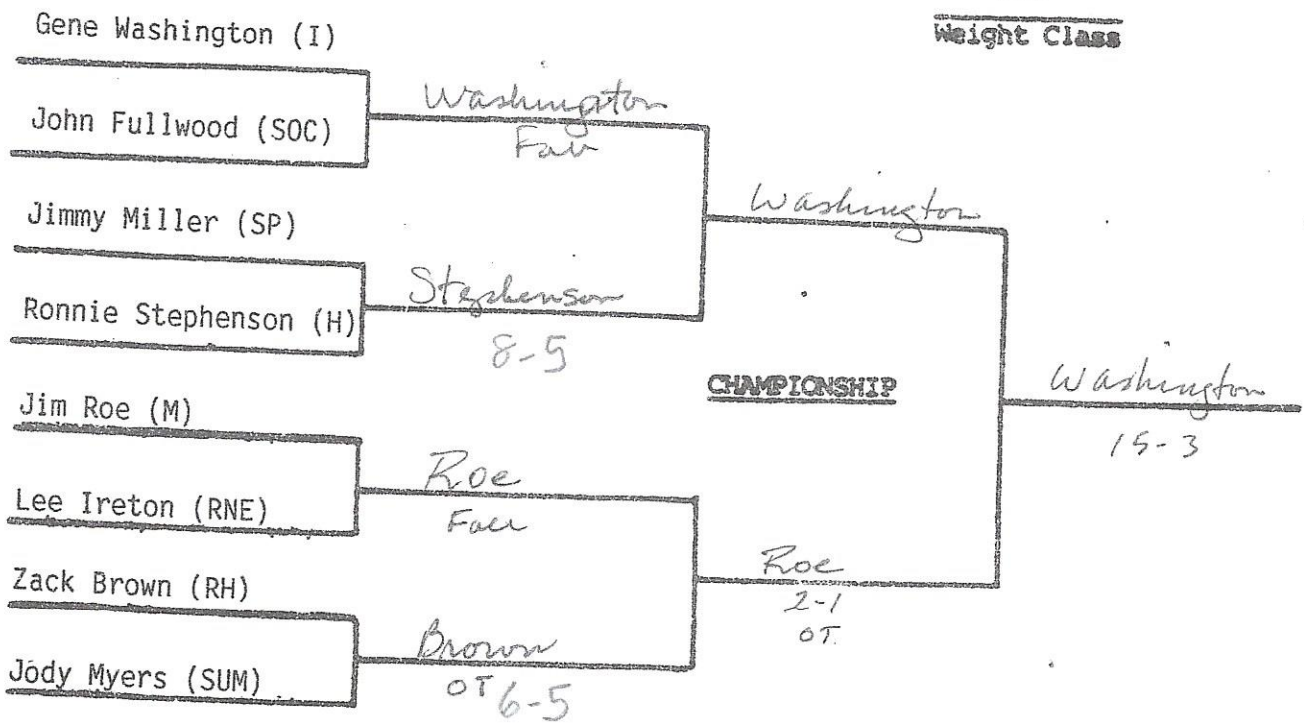 Gene Washington (I)
Weight Class
Washington
John Fullwood (SOC)
Fall
Jimmy Miller (SP)
Washington
Stephenson
Ronnie Stephenson (H)
8-5
CHAMPIONSHIP
Washington
Jim Roe (M)
15-3
Roe
Lee Ireton (RNE)
Fall
Roe
Zack Brown (RH)
2-1
OT
Brown
Jody Myers (SUM)
OT 6-5